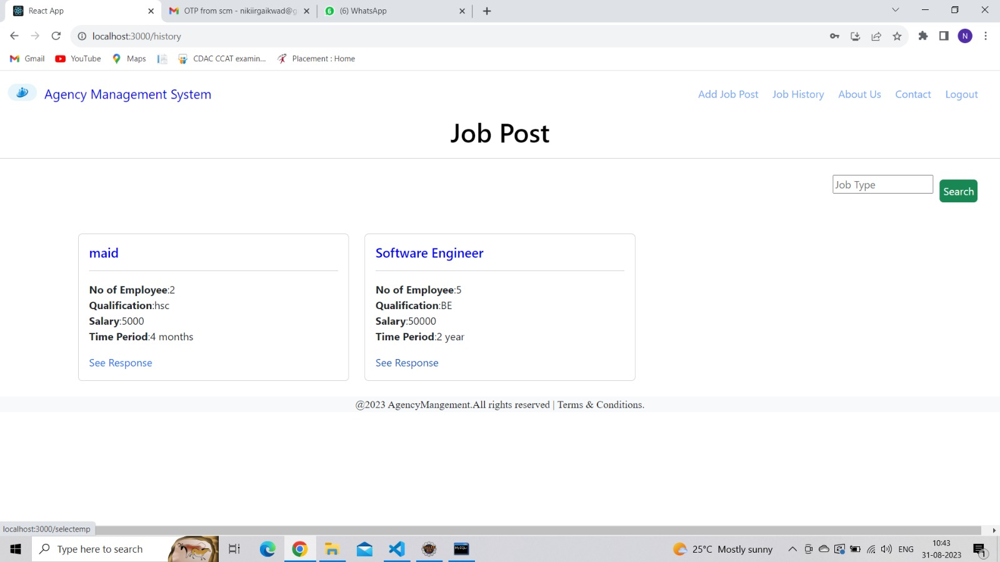 React App
OTP from scm - nikiirgaikwad@g
6 (6) WhatsApp
localhost:3000/history
N
Gmail YouTube Maps CDAC CCAT examin... Placement : Home
Agency Management System
Add Job Post Job History About Us Contact Logout
Job Post
Job Type Search
maid
No of Employee:2
Qualification:hsc
Salary:5000
Time Period:4 months
See Response
Software Engineer
No of Employee:5
Qualification:BE
Salary:50000
Time Period:2 year
See Response
@2023 AgencyMangement.All rights reserved | Terms & Conditions.
localhost:3000/selectemp
Type here to search
MySQL
25°C Mostly sunny
ENG
10:43
31-08-2023
1